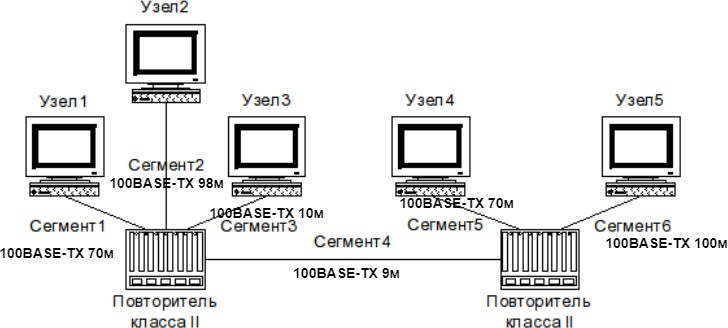 Узел2
Узел1
Узел3
Узел4
Узел5
Сегмент2
100BASE-TX 98м
Сегмент1
100BASE-TX 70м
100BASE-TX 10м
Сегмент3
Сегмент4
100BASE-TX 9м
100BASE-TX 70м
Сегмент5
Сегмент6
100BASE-TX 100м
Повторитель
класса II
Повторитель
класса II